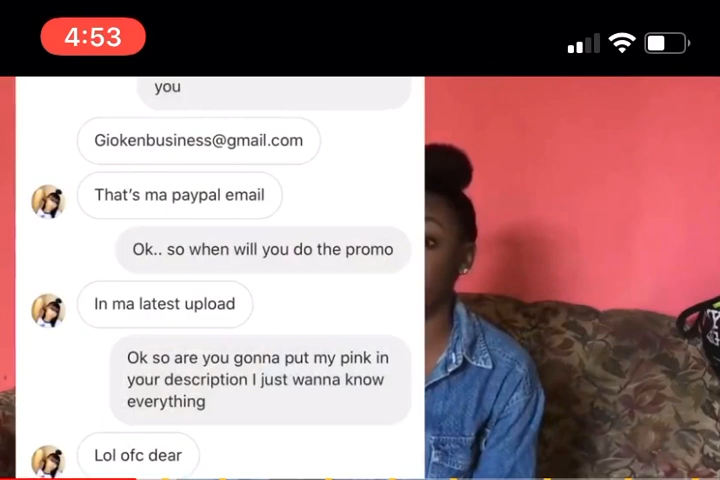 4:53
you
Giokenbusiness@gmail.com
That's ma paypal email
Ok.. so when will you do the promo
In ma latest upload
Ok so are you gonna put my pink in
your description I just wanna know
everything
Lol ofc dear